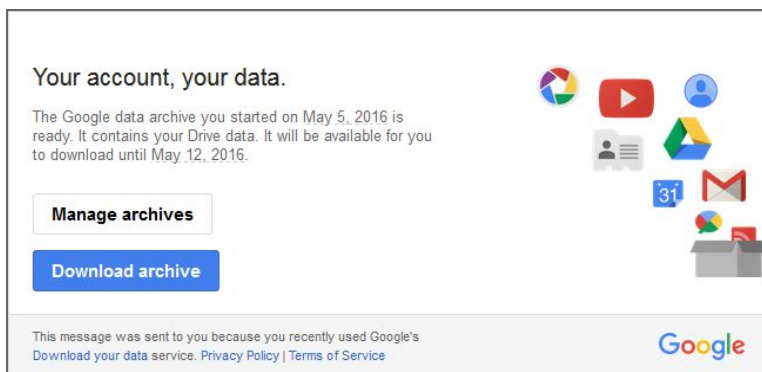 Your account, your data.
The Google data archive you started on May 5, 2016 is
ready. It contains your Drive data. It will be available for you
to download until May 12, 2016.
Manage archives
Download archive
31
This message was sent to you because you recently used Google's
Download your data service. Privacy Policy | Terms of Service
Google